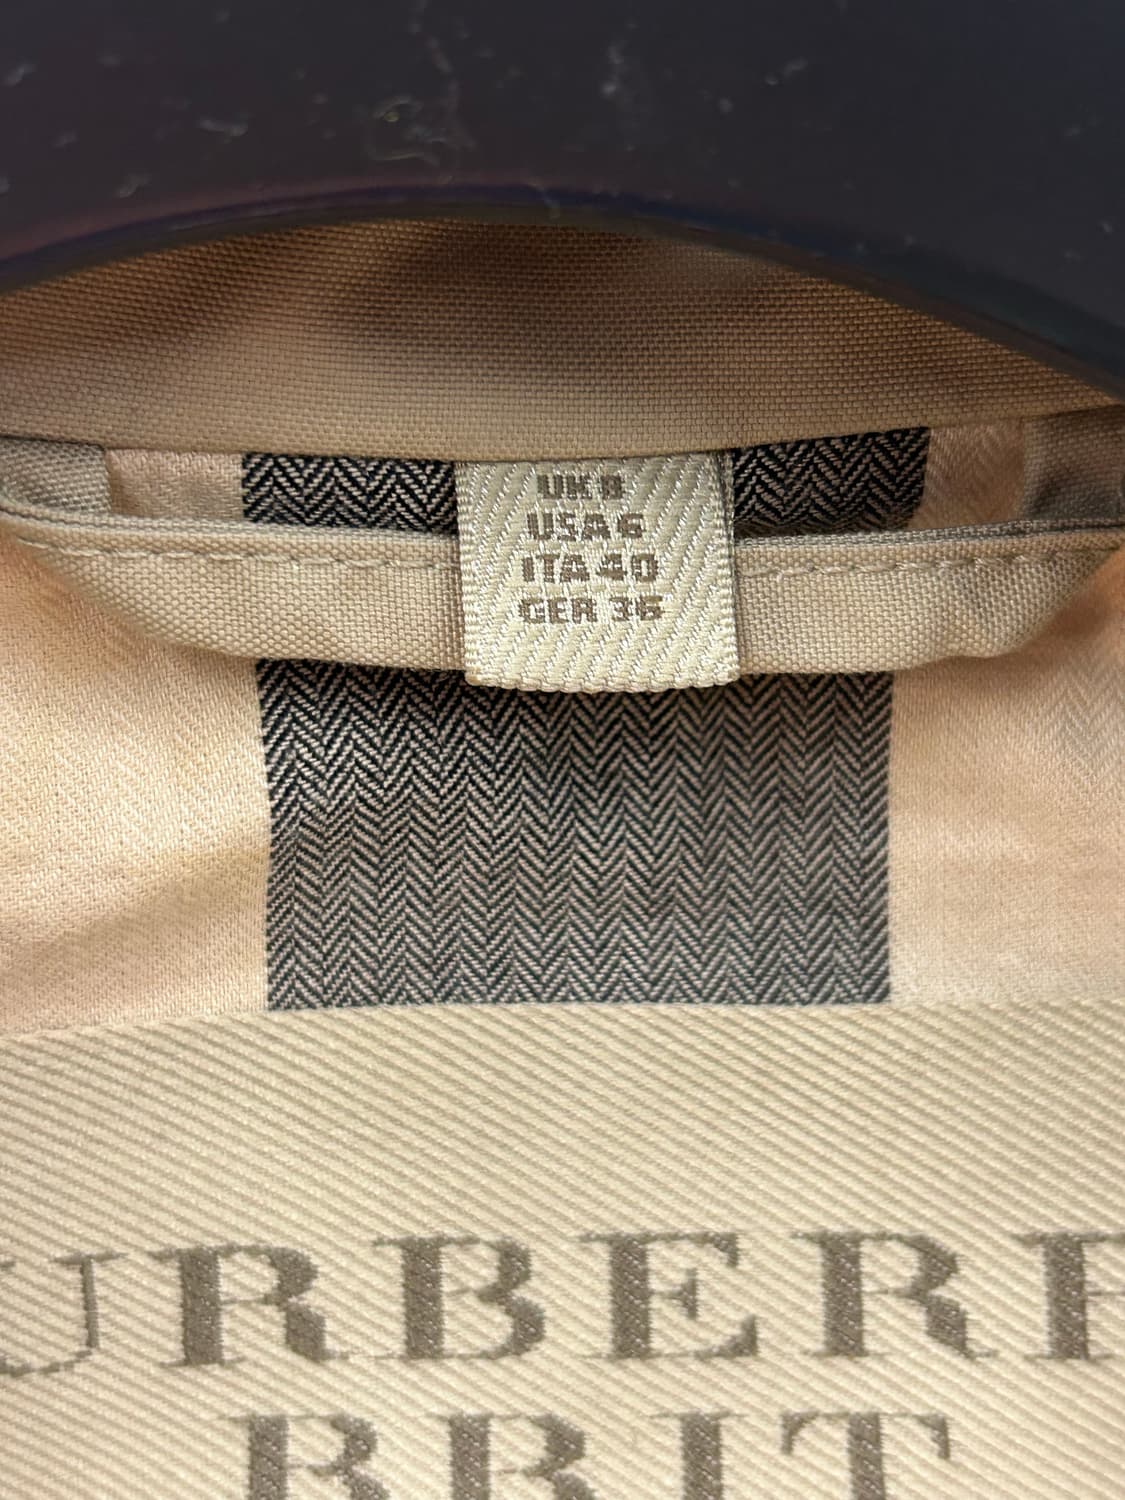 UK 8
USA 6
ITA 40
GER 36
URBERR
BRIT